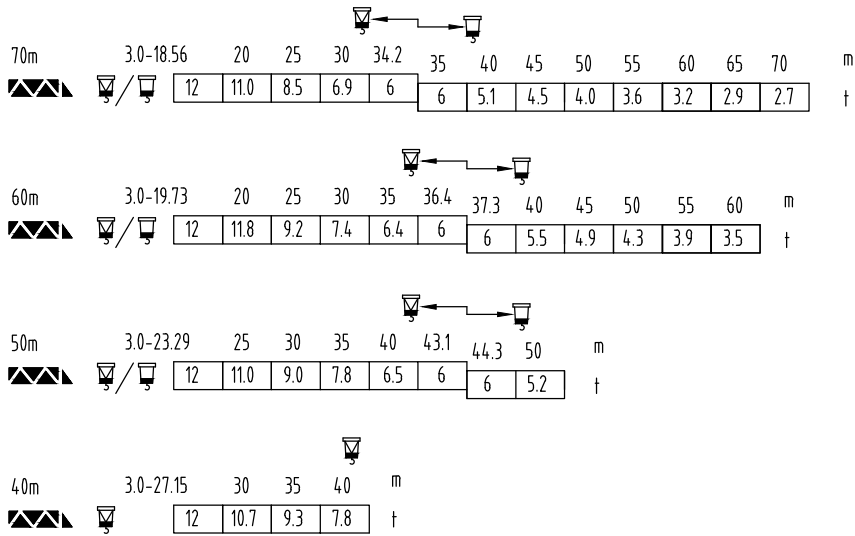 70m 3.0-18.56 20 25 30 34.2 35 40 45 50 55 60 65 70 m
12 11.0 8.5 6.9 6 6 5.1 4.5 4.0 3.6 3.2 2.9 2.7 t
60m 3.0-19.73 20 25 30 35 36.4 37.3 40 45 50 55 60 m
12 11.8 9.2 7.4 6.4 6 6 5.5 4.9 4.3 3.9 3.5 t
50m 3.0-23.29 25 30 35 40 43.1 44.3 50 m
12 11.0 9.0 7.8 6.5 6 6 5.2 t
40m 3.0-27.15 30 35 40 m
12 10.7 9.3 7.8 t